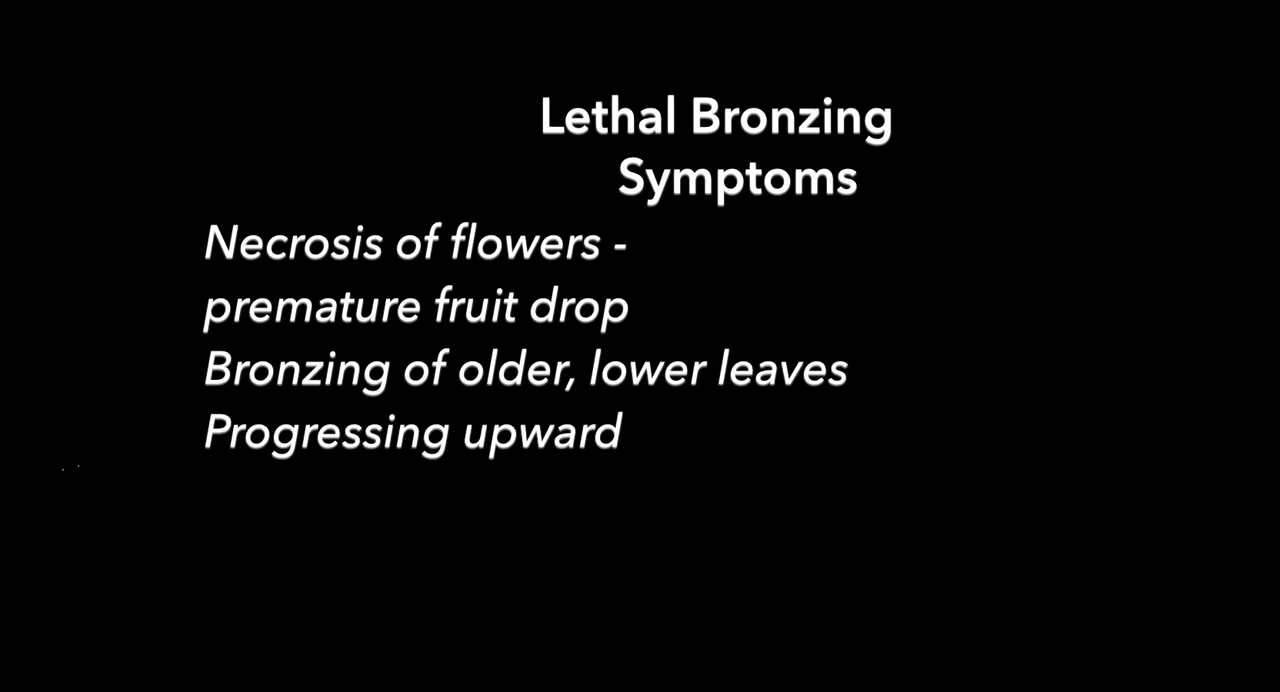 Lethal Bronzing
Symptoms
Necrosis of flowers -
premature fruit drop
Bronzing of older, lower leaves
Progressing upward